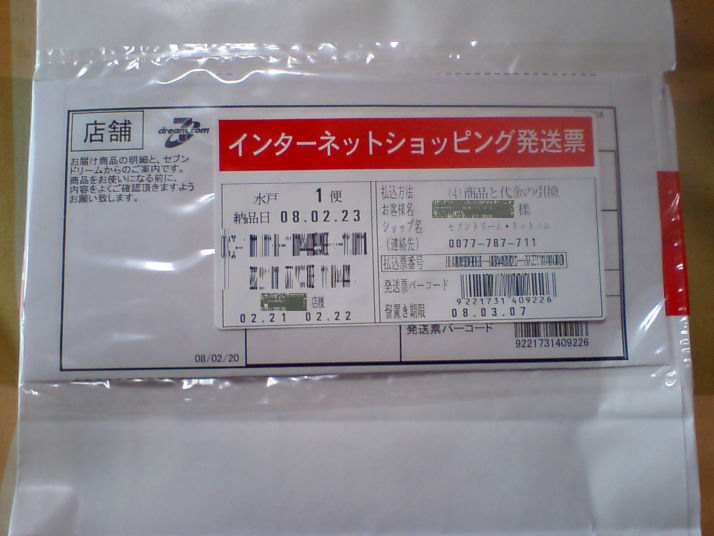 店舗
7dream.com
お届け商品の明細と、セブン
ドリームからのご案内です。
商品をお使いになる前に、
内容をよくご確認頂きますよう
お願い致します。
インターネットショッピング発送票
水戸 1便
納品日 08.02.23
店様
02.21 02.22
払込方法 (4)商品と代金の引換
お客様名 様
ショップ名 セブンドリーム・ドットコム
(連絡先) 0077-787-711
払込票番号
発送票バーコード
9221731 409226
留置き期限 08.03.07
08/02/20
発送票バーコード
9221731409226